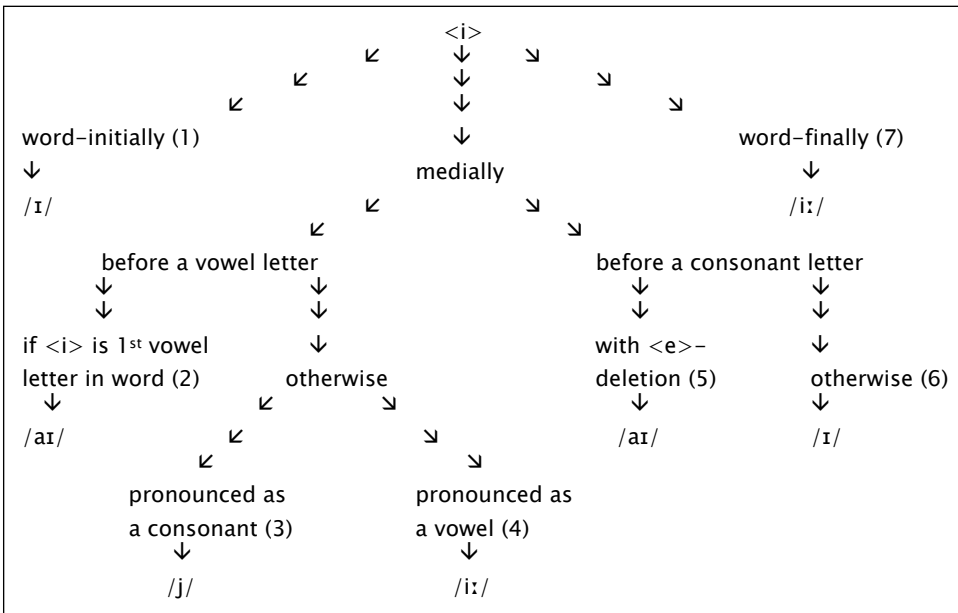 <i>
word-initially (1) word-finally (7)
medially
/ɪ/ /iː/
before a vowel letter before a consonant letter
if <i> is 1st vowel with <e>-
letter in word (2) otherwise deletion (5) otherwise (6)
/aɪ/ /aɪ/ /ɪ/
pronounced as pronounced as
a consonant (3) a vowel (4)
/j/ /iː/